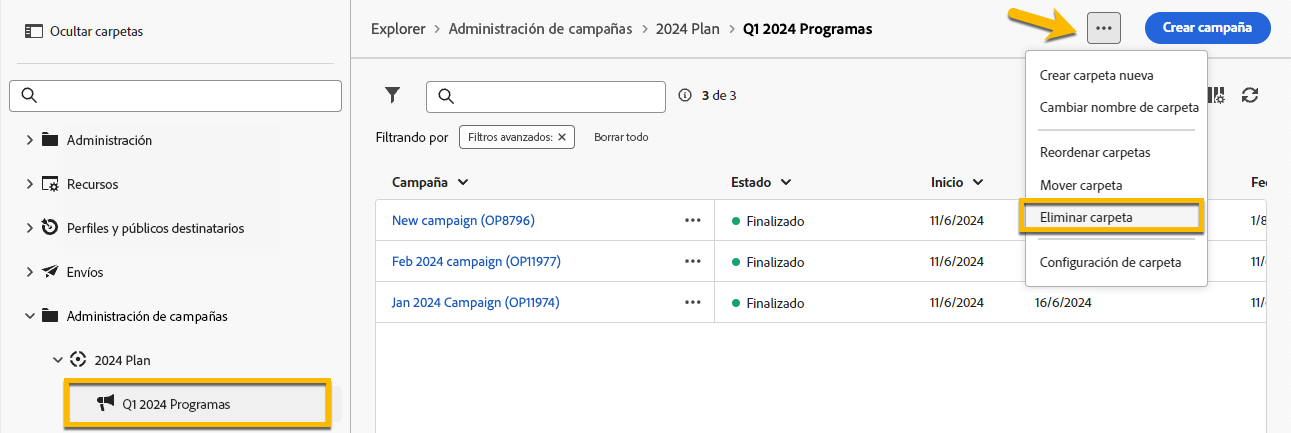 Ocultar carpetas
Administración
Recursos
Perfiles y públicos destinatarios
Envíos
Administración de campañas
2024 Plan
Q1 2024 Programas
Explorer > Administración de campañas > 2024 Plan > Q1 2024 Programas
Crear campaña
3 de 3
Filtrando por Filtros avanzados: × Borrar todo
Campaña Estado Inicio
New campaign (OP8796) Finalizado 11/6/2024 1/8
Feb 2024 campaign (OP11977) Finalizado 11/6/2024
Jan 2024 Campaign (OP11974) Finalizado 11/6/2024 16/6/2024
Crear carpeta nueva
Cambiar nombre de carpeta
Reordenar carpetas
Mover carpeta
Eliminar carpeta
Configuración de carpeta